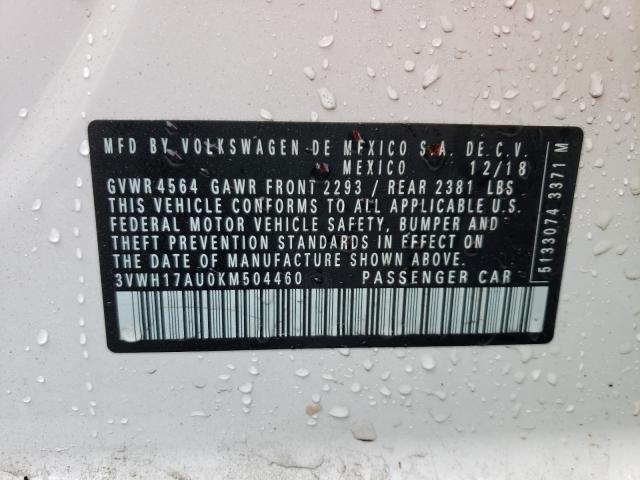 MFD BY VOLKSWAGEN DE MEXICO S.A. DE C.V.
MEXICO 12/18
GVWR 4564 GAWR FRONT 2293 / REAR 2381 LBS
THIS VEHICLE CONFORMS TO ALL APPLICABLE U.S.
FEDERAL MOTOR VEHICLE SAFETY, BUMPER AND
THEFT PREVENTION STANDARDS IN EFFECT ON
THE DATE OF MANUFACTURE SHOWN ABOVE.
3VWH17AU0KM504460 PASSENGER CAR
5133074 3371 M